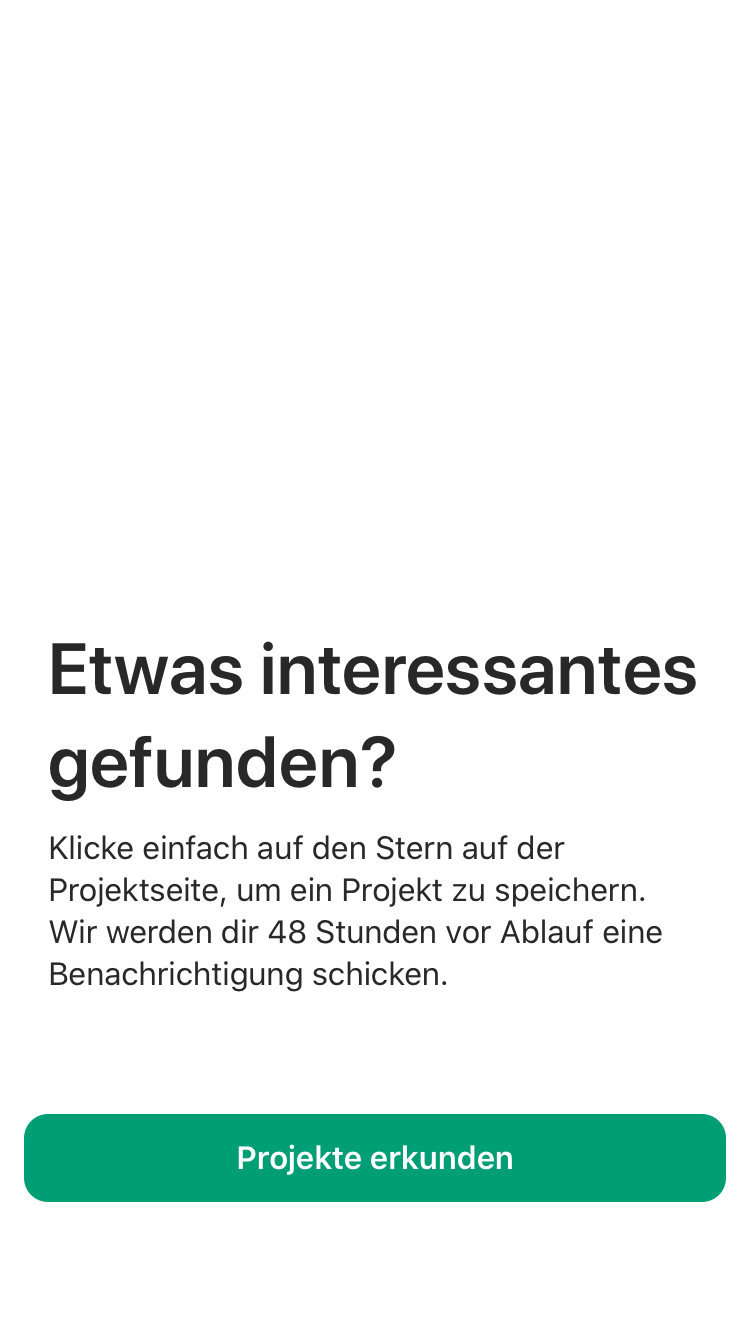 Etwas interessantes
gefunden?
Klicke einfach auf den Stern auf der
Projektseite, um ein Projekt zu speichern.
Wir werden dir 48 Stunden vor Ablauf eine
Benachrichtigung schicken.
Projekte erkunden